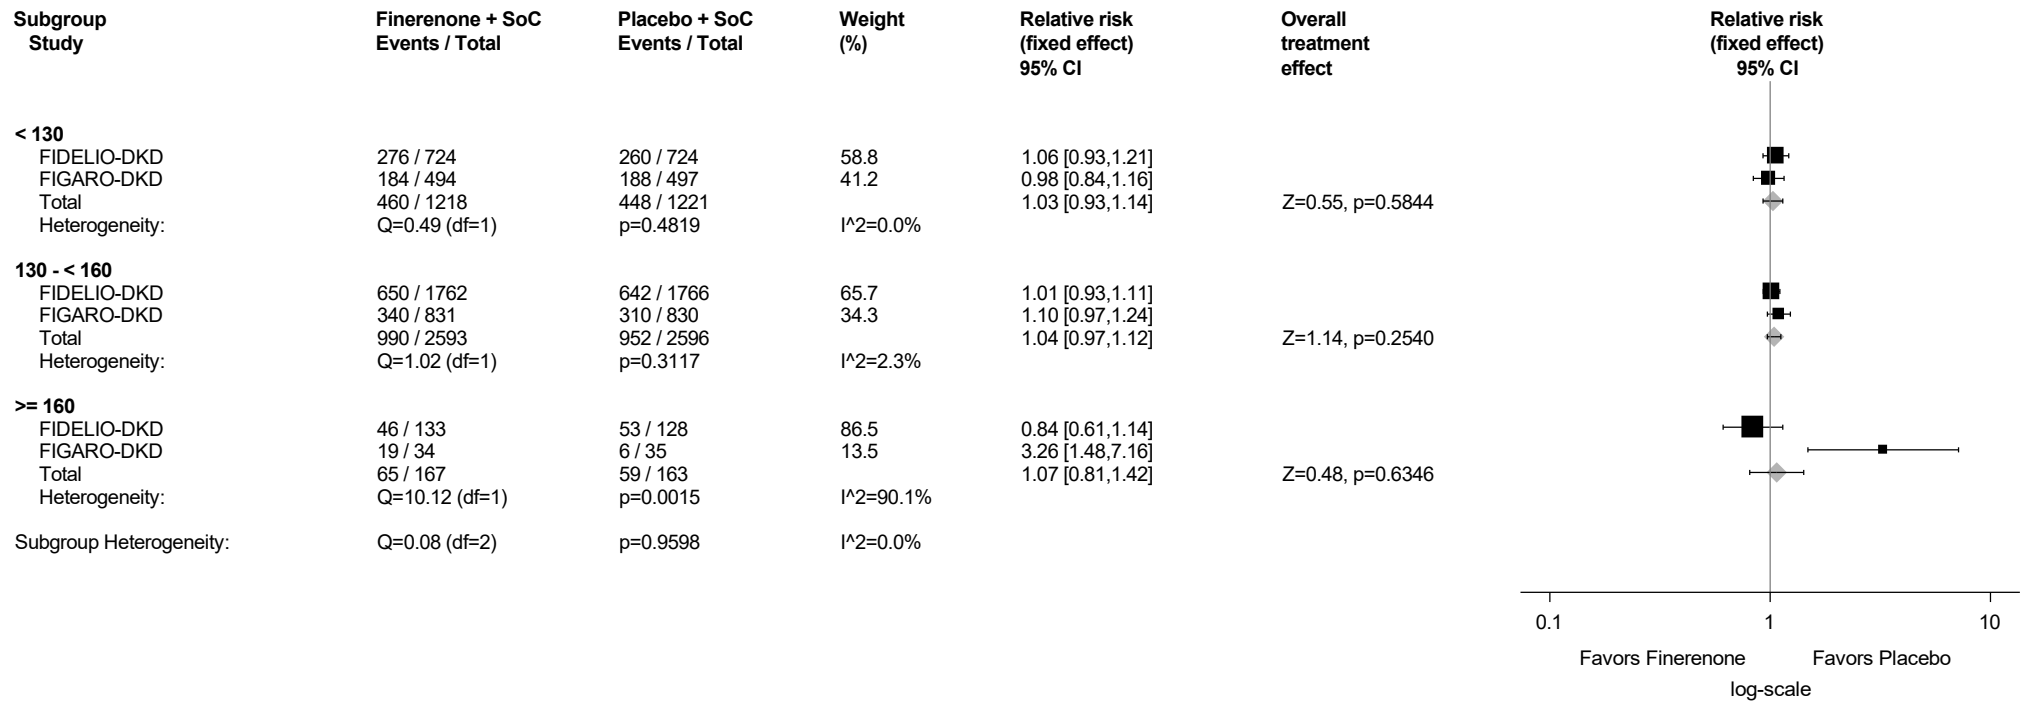 Subgroup Finerenone + SoC Placebo + SoC Weight Relative risk Overall Relative risk
Study Events / Total Events / Total (%) (fixed effect) treatment (fixed effect)
95% CI effect 95% CI
< 130
FIDELIO-DKD 276 / 724 260 / 724 58.8 1.06 [0.93,1.21]
FIGARO-DKD 184 / 494 188 / 497 41.2 0.98 [0.84,1.16]
Total 460 / 1218 448 / 1221 1.03 [0.93,1.14] Z=0.55, p=0.5844
Heterogeneity: Q=0.49 (df=1) p=0.4819 I^2=0.0%
130 - < 160
FIDELIO-DKD 650 / 1762 642 / 1766 65.7 1.01 [0.93,1.11]
FIGARO-DKD 340 / 831 310 / 830 34.3 1.10 [0.97,1.24]
Total 990 / 2593 952 / 2596 1.04 [0.97,1.12] Z=1.14, p=0.2540
Heterogeneity: Q=1.02 (df=1) p=0.3117 I^2=2.3%
>= 160
FIDELIO-DKD 46 / 133 53 / 128 86.5 0.84 [0.61,1.14]
FIGARO-DKD 19 / 34 6 / 35 13.5 3.26 [1.48,7.16]
Total 65 / 167 59 / 163 1.07 [0.81,1.42] Z=0.48, p=0.6346
Heterogeneity: Q=10.12 (df=1) p=0.0015 I^2=90.1%
Subgroup Heterogeneity: Q=0.08 (df=2) p=0.9598 I^2=0.0%
0.1 1 10
Favors Finerenone Favors Placebo
log-scale